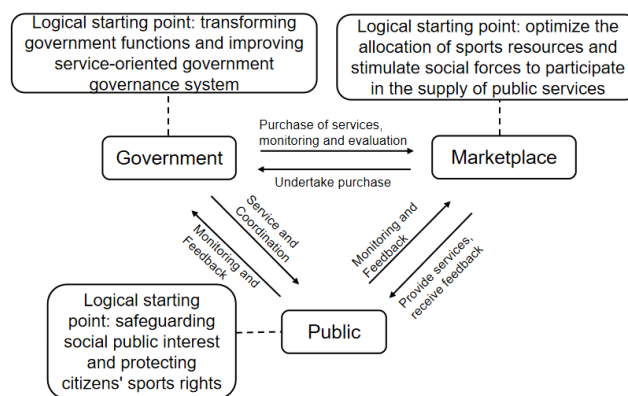 Logical starting point: transforming
government functions and improving
service-oriented government
governance system
Logical starting point: optimize the
allocation of sports resources and
stimulate social forces to participate
in the supply of public services
Government
Purchase of services,
monitoring and evaluation
Undertake purchase
Marketplace
Service and
Coordination
Monitoring and
Feedback
Monitoring and
Feedback
Provide services,
receive feedback
Logical starting
point: safeguarding
social public interest
and protecting
citizens' sports rights
Public